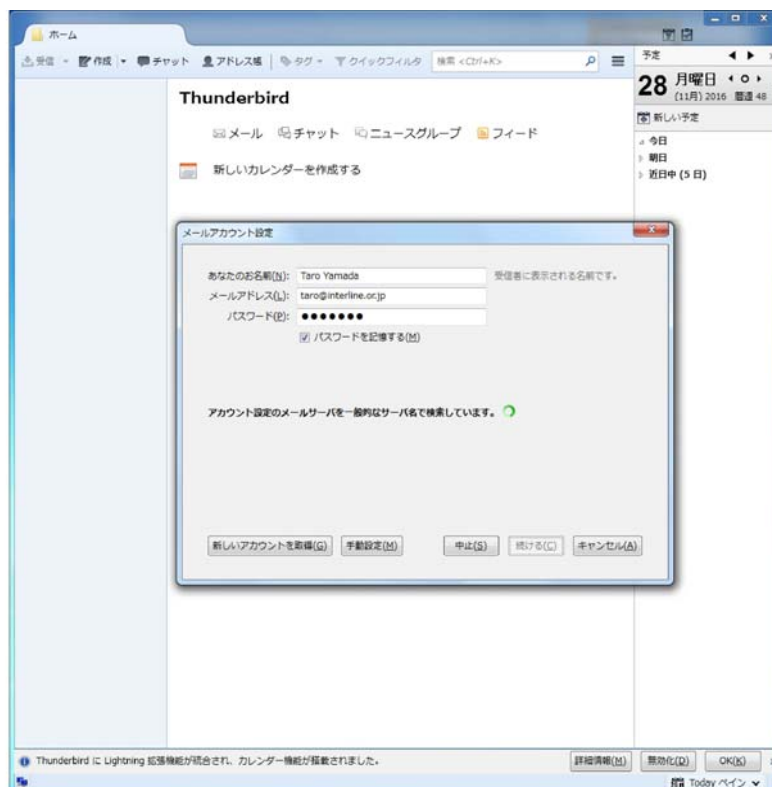 ホーム
受信 作成 チャット アドレス帳 タグ クイックフィルタ 検索 <Ctrl+K>
予定
28 月曜日
(11月) 2016 暦週 48
新しい予定
今日
明日
近日中 (5 日)
Thunderbird
メール チャット ニュースグループ フィード
新しいカレンダーを作成する
メールアカウント設定
あなたのお名前(N): Taro Yamada 受信者に表示される名前です。
メールアドレス(L): taro@interline.or.jp
パスワード(P): ●●●●●●●
パスワードを記憶する(M)
アカウント設定のメールサーバを一般的なサーバ名で検索しています。
新しいアカウントを取得(G) 手動設定(M) 中止(S) 続ける(C) キャンセル(A)
Thunderbird に Lightning 拡張機能が統合され、カレンダー機能が搭載されました。 詳細情報(M) 無効化(D) OK(K)
Today ペイン